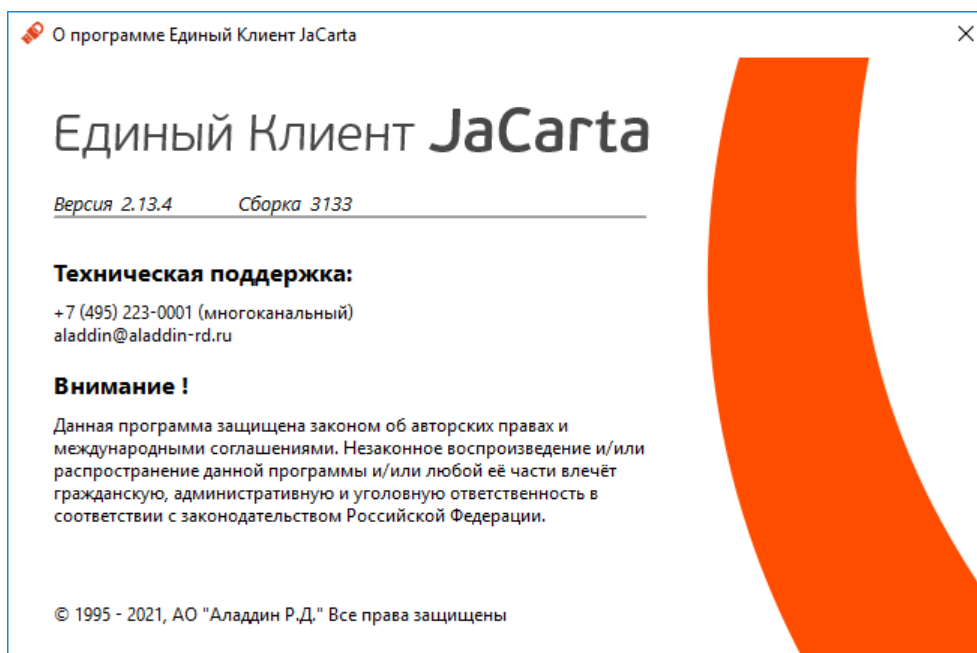 О программе Единый Клиент JaCarta
Единый Клиент JaCarta
Версия 2.13.4 Сборка 3133
Техническая поддержка:
+7 (495) 223-0001 (многоканальный)
aladdin@aladdin-rd.ru
Внимание !
Данная программа защищена законом об авторских правах и
международными соглашениями. Незаконное воспроизведение и/или
распространение данной программы и/или любой её части влечёт
гражданскую, административную и уголовную ответственность в
соответствии с законодательством Российской Федерации.
© 1995 - 2021, АО "Аладдин Р.Д." Все права защищены